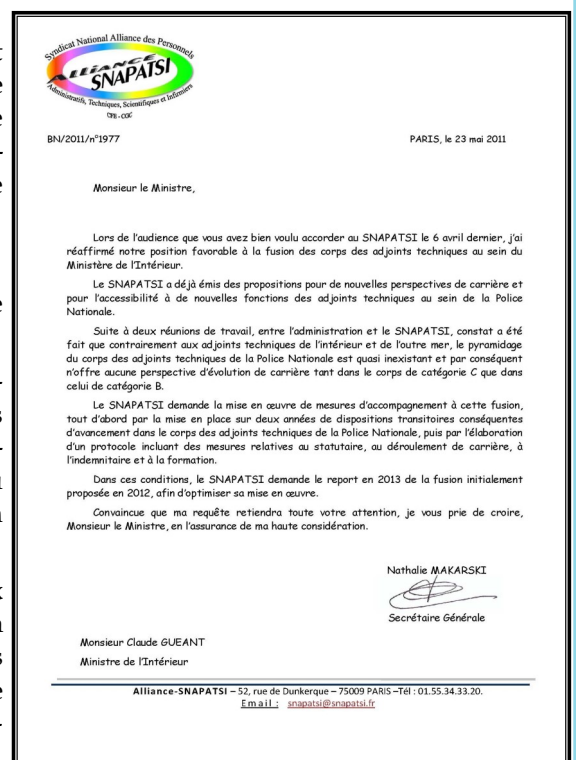 Syndicat National Alliance des Personnels
ALLIANCE
SNAPATSI
Administratifs, Techniques, Scientifiques et Infirmiers
CFE-CGC
BN/2011/n°1977
PARIS, le 23 mai 2011
Monsieur le Ministre,
Lors de l'audience que vous avez bien voulu accorder au SNAPATSI le 6 avril dernier, j'ai
réaffirmé notre position favorable à la fusion des corps des adjoints techniques au sein du
Ministère de l'Intérieur.
Le SNAPATSI a déjà émis des propositions pour de nouvelles perspectives de carrière et
pour l'accessibilité à de nouvelles fonctions des adjoints techniques au sein de la Police
Nationale.
Suite à deux réunions de travail, entre l'administration et le SNAPATSI, constat a été
fait que contrairement aux adjoints techniques de l'intérieur et de l'outre mer, le pyramidage
du corps des adjoints techniques de la Police Nationale est quasi inexistant et par conséquent
n'offre aucune perspective d'évolution de carrière tant dans le corps de catégorie C que dans
celui de catégorie B.
Le SNAPATSI demande la mise en œuvre de mesures d'accompagnement à cette fusion,
tout d'abord par la mise en place sur deux années de dispositions transitoires conséquentes
d'avancement dans le corps des adjoints techniques de la Police Nationale, puis par l'élaboration
d'un protocole incluant des mesures relatives au statutaire, au déroulement de carrière, à
l'indemnitaire et à la formation.
Dans ces conditions, le SNAPATSI demande le report en 2013 de la fusion initialement
proposée en 2012, afin d'optimiser sa mise en œuvre.
Convaincue que ma requête retiendra toute votre attention, je vous prie de croire,
Monsieur le Ministre, en l'assurance de ma haute considération.
Nathalie MAKARSKI
Secrétaire Générale
Monsieur Claude GUEANT
Ministre de l'Intérieur
Alliance-SNAPATSI – 52, rue de Dunkerque – 75009 PARIS –Tél : 01.55.34.33.20.
Email : snapatsi@snapatsi.fr